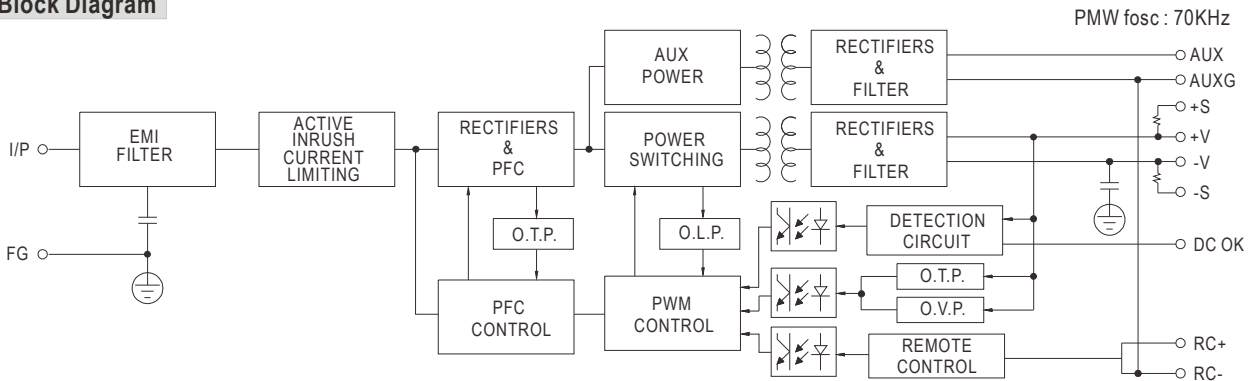 Block Diagram
PMW fosc : 70KHz
I/P
EMI
FILTER
ACTIVE
INRUSH
CURRENT
LIMITING
RECTIFIERS
&
PFC
AUX
POWER
POWER
SWITCHING
RECTIFIERS
&
FILTER
RECTIFIERS
&
FILTER
AUX
AUXG
+S
+V
-V
-S
FG
O.T.P.
O.L.P.
DETECTION
CIRCUIT
DC OK
PFC
CONTROL
PWM
CONTROL
O.T.P.
O.V.P.
REMOTE
CONTROL
RC+
RC-